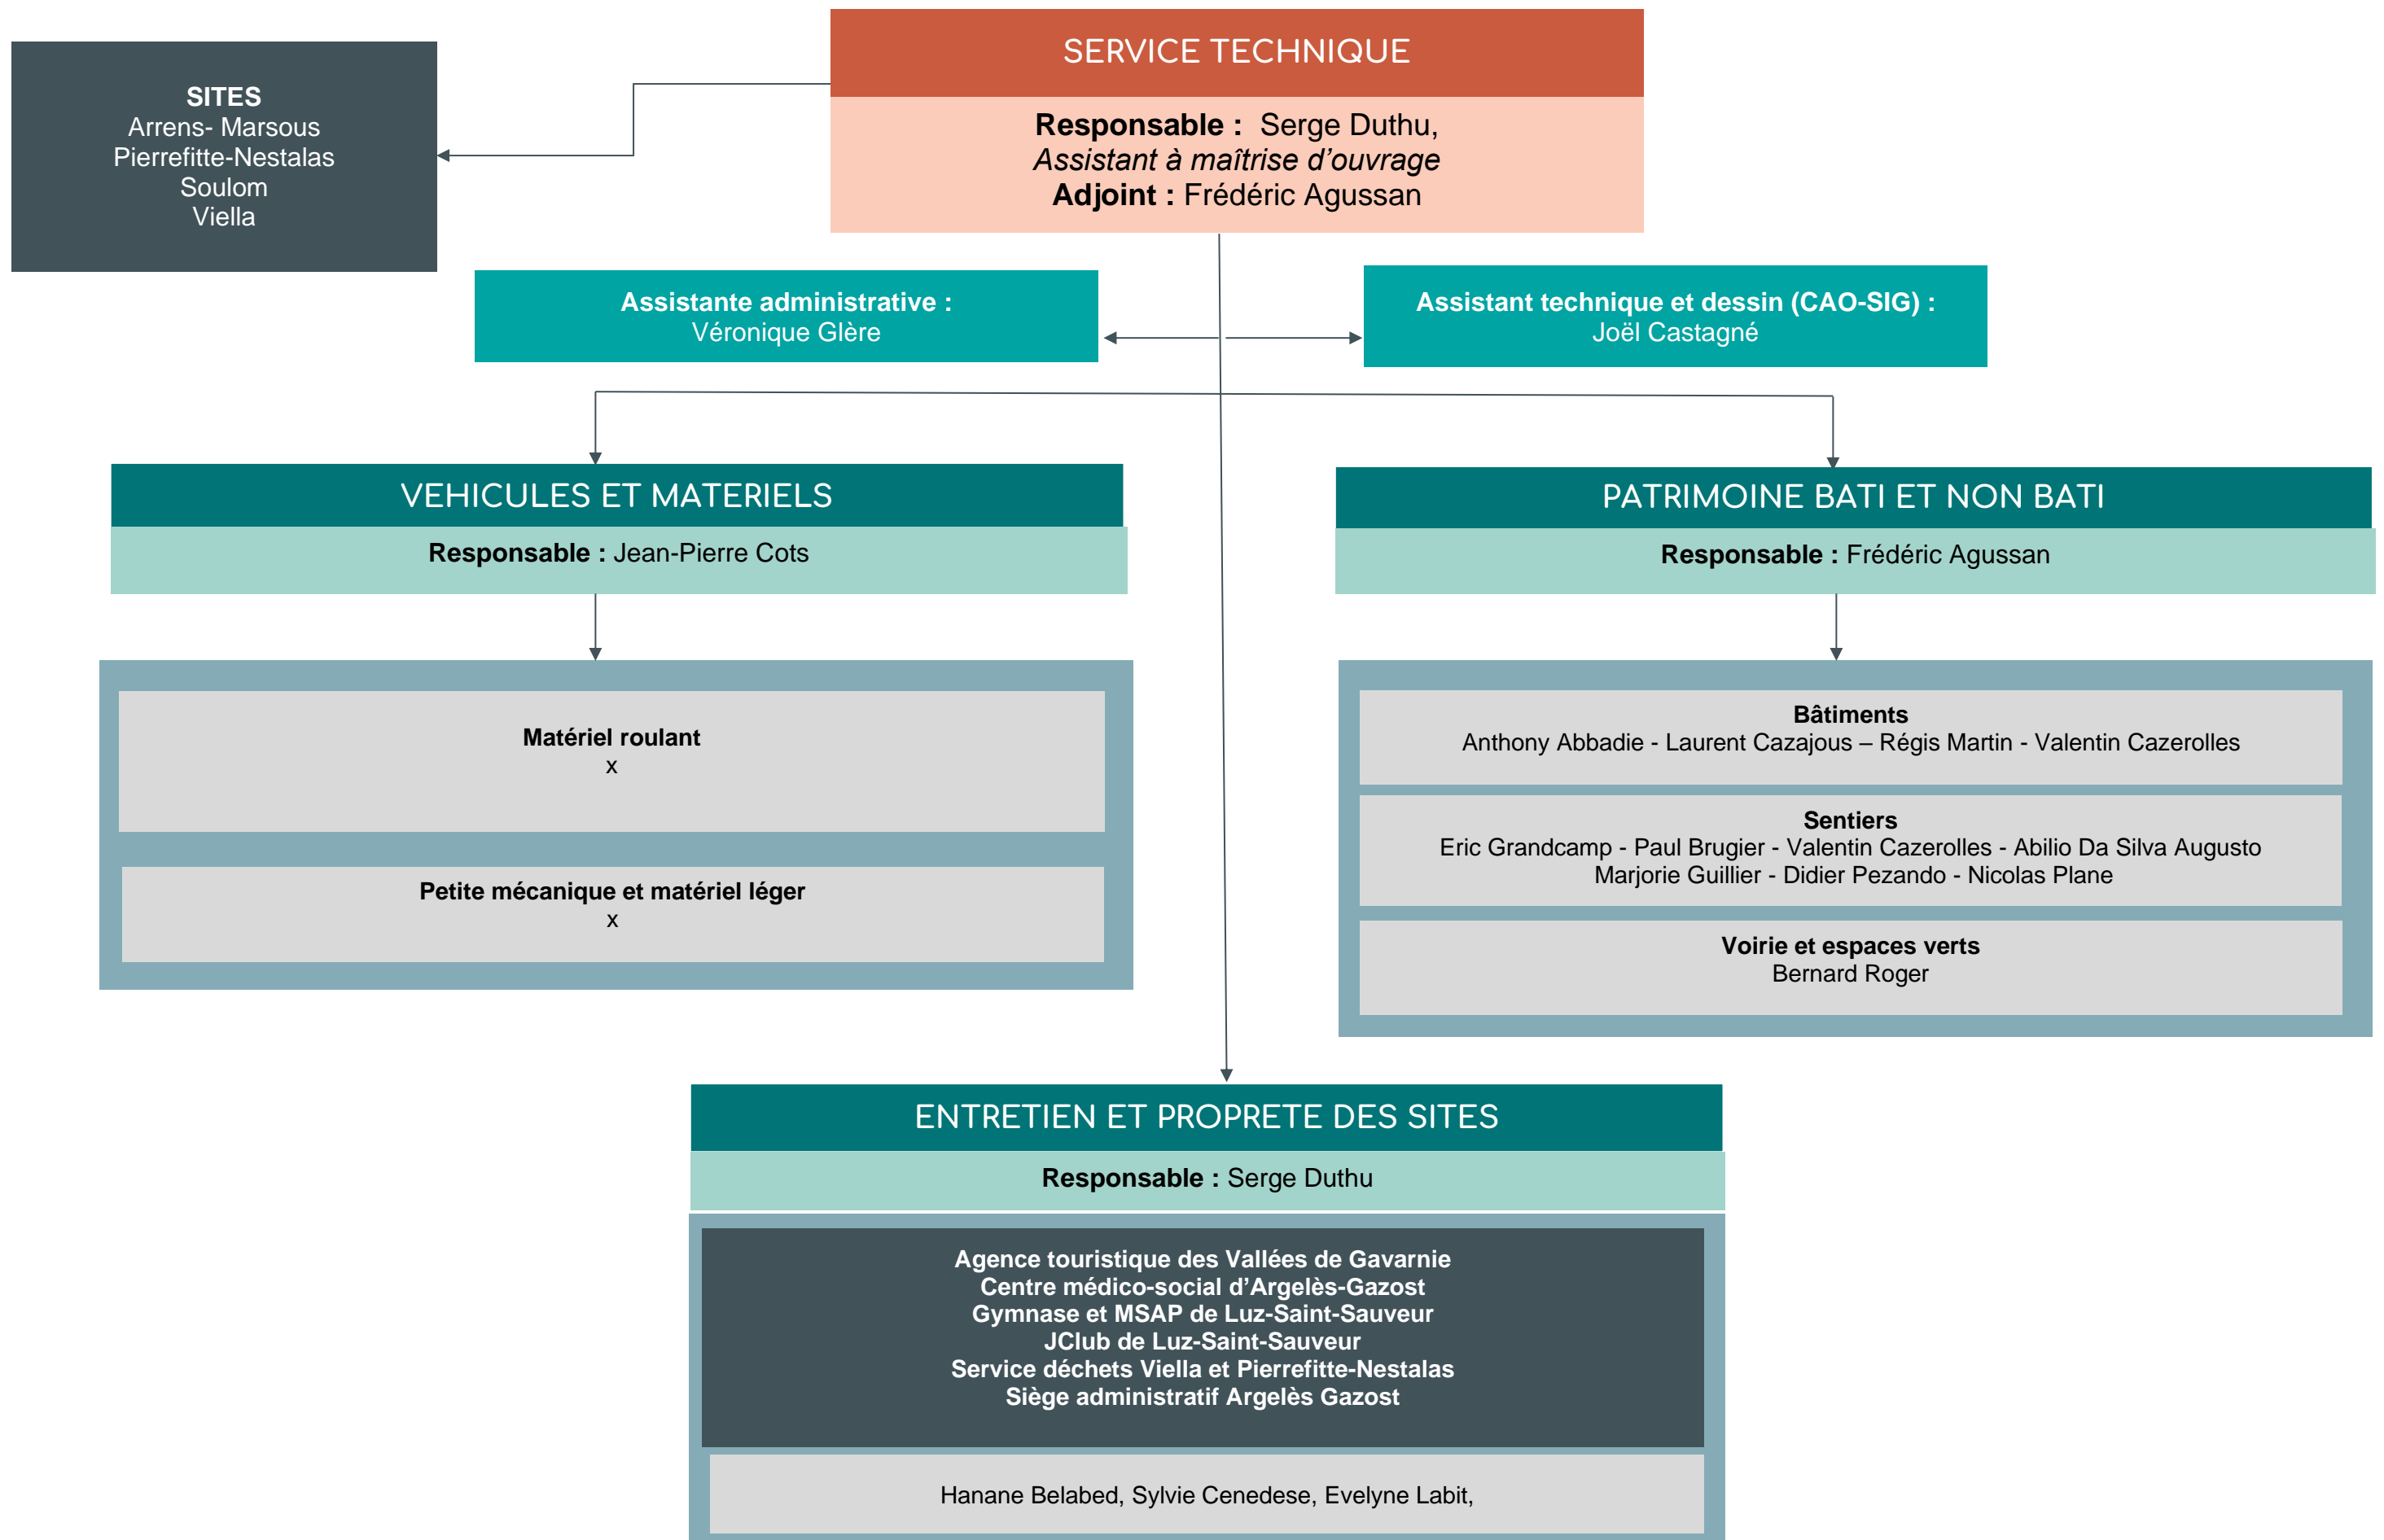 SERVICE TECHNIQUE
Responsable : Serge Duthu,
Assistant à maîtrise d'ouvrage
Adjoint : Frédéric Agussan
SITES
Arrens- Marsous
Pierrefitte-Nestalas
Soulom
Viella
Assistante administrative :
Véronique Glère
Assistant technique et dessin (CAO-SIG) :
Joël Castagné
VEHICULES ET MATERIELS
Responsable : Jean-Pierre Cots
Matériel roulant
x
Petite mécanique et matériel léger
x
PATRIMOINE BATI ET NON BATI
Responsable : Frédéric Agussan
Bâtiments
Anthony Abbadie - Laurent Cazajous – Régis Martin - Valentin Cazerolles
Sentiers
Eric Grandcamp - Paul Brugier - Valentin Cazerolles - Abilio Da Silva Augusto
Marjorie Guillier - Didier Pezando - Nicolas Plane
Voirie et espaces verts
Bernard Roger
ENTRETIEN ET PROPRETE DES SITES
Responsable : Serge Duthu
Agence touristique des Vallées de Gavarnie
Centre médico-social d'Argelès-Gazost
Gymnase et MSAP de Luz-Saint-Sauveur
JClub de Luz-Saint-Sauveur
Service déchets Viella et Pierrefitte-Nestalas
Siège administratif Argelès Gazost
Hanane Belabed, Sylvie Cenedese, Evelyne Labit,